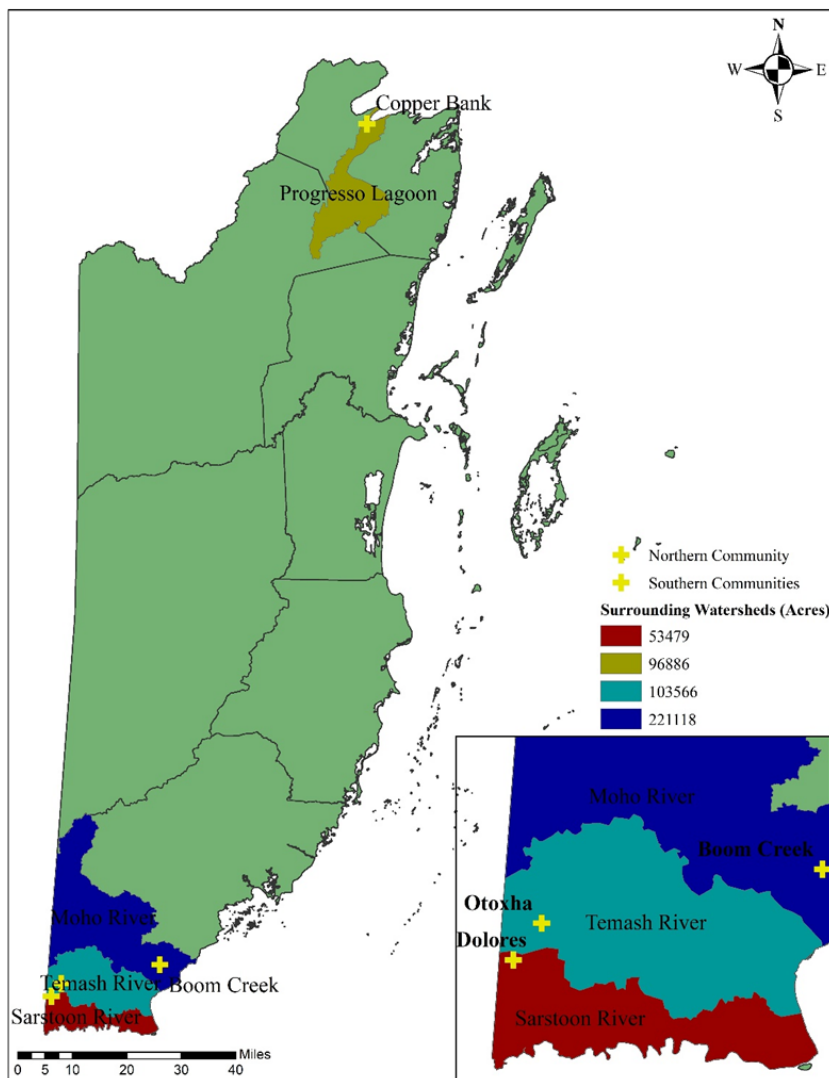 N
W E
S
Copper Bank
Progresso Lagoon
Northern Community
Southern Communities
Surrounding Watersheds (Acres)
53479
96886
103566
221118
Moho River
Temash River
Boom Creek
Sarstoon River
0 5 10 20 30 40 Miles
Moho River
Boom Creek
Otoxha
Temash River
Dolores
Sarstoon River